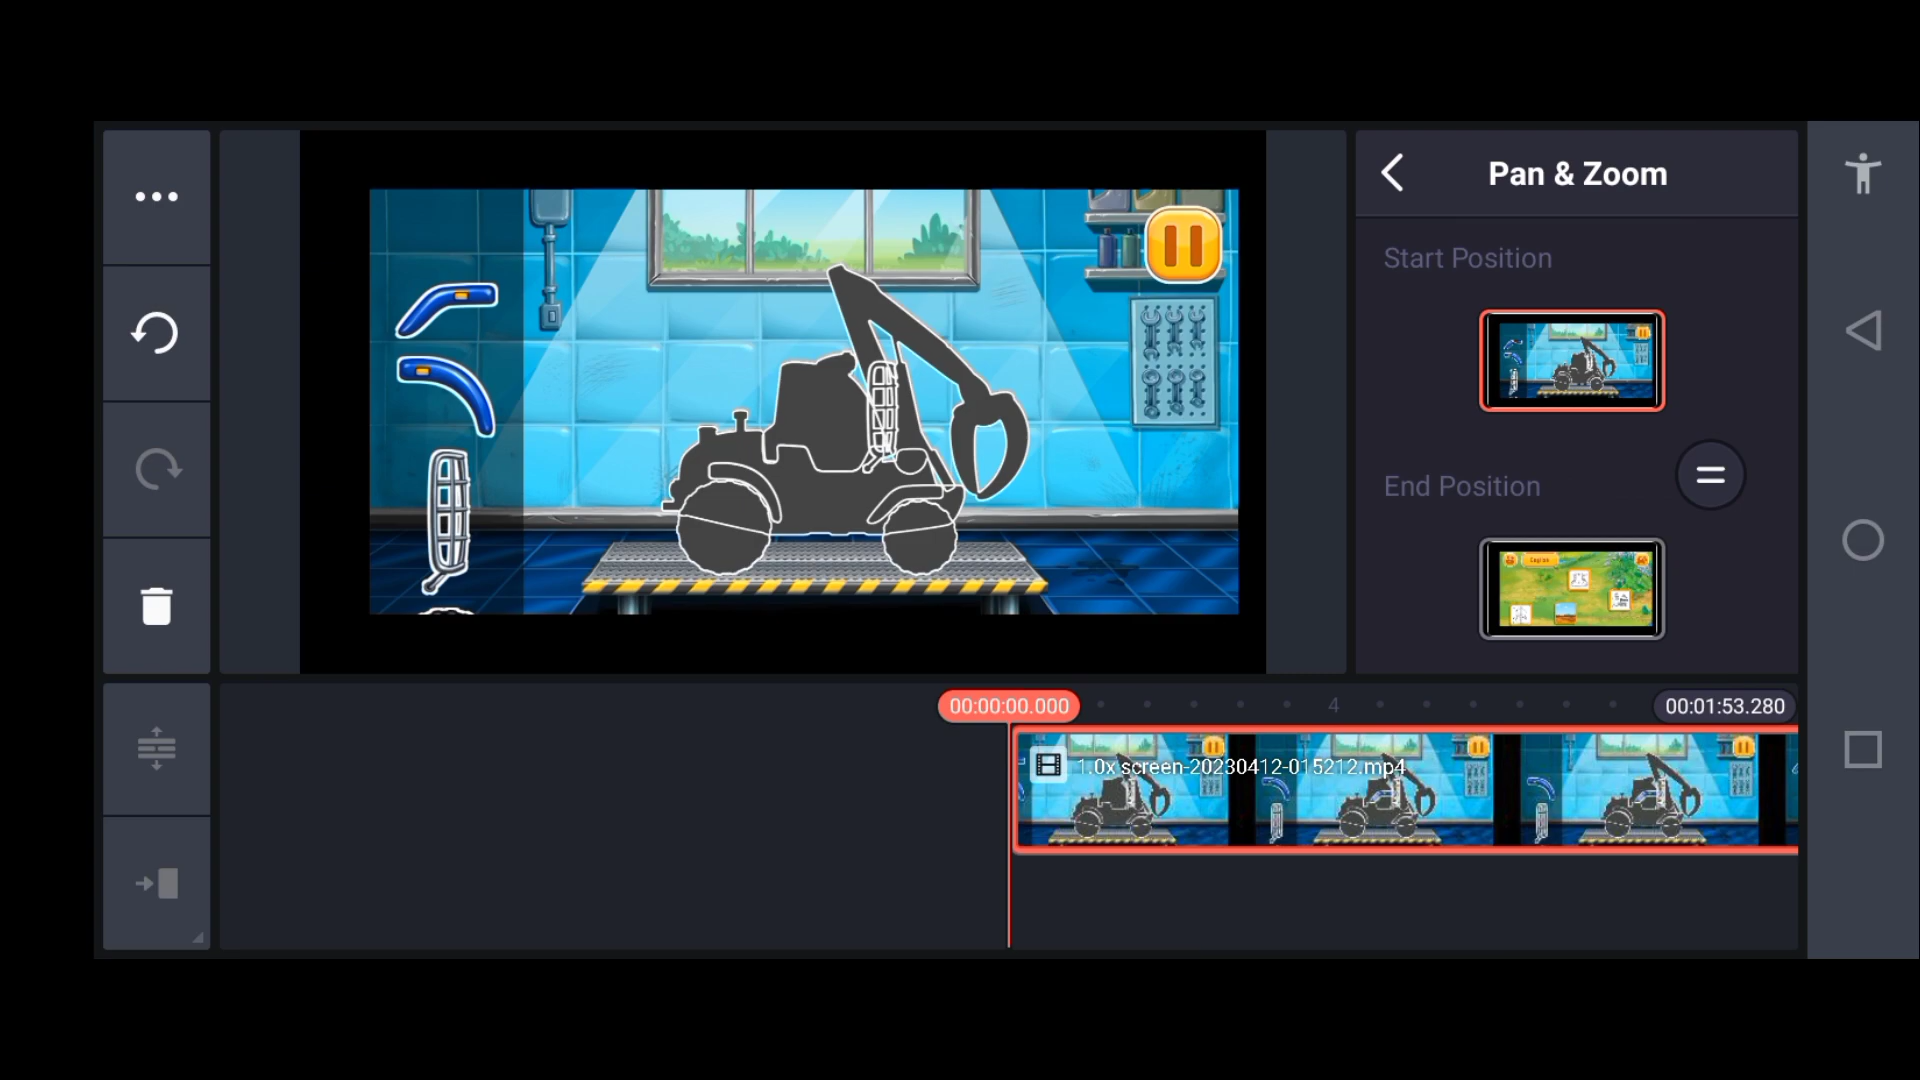 Pan & Zoom
Start Position
End Position
00:00:00.000
4
00:01:53.280
1.0x screen-20230412-015212.mp4